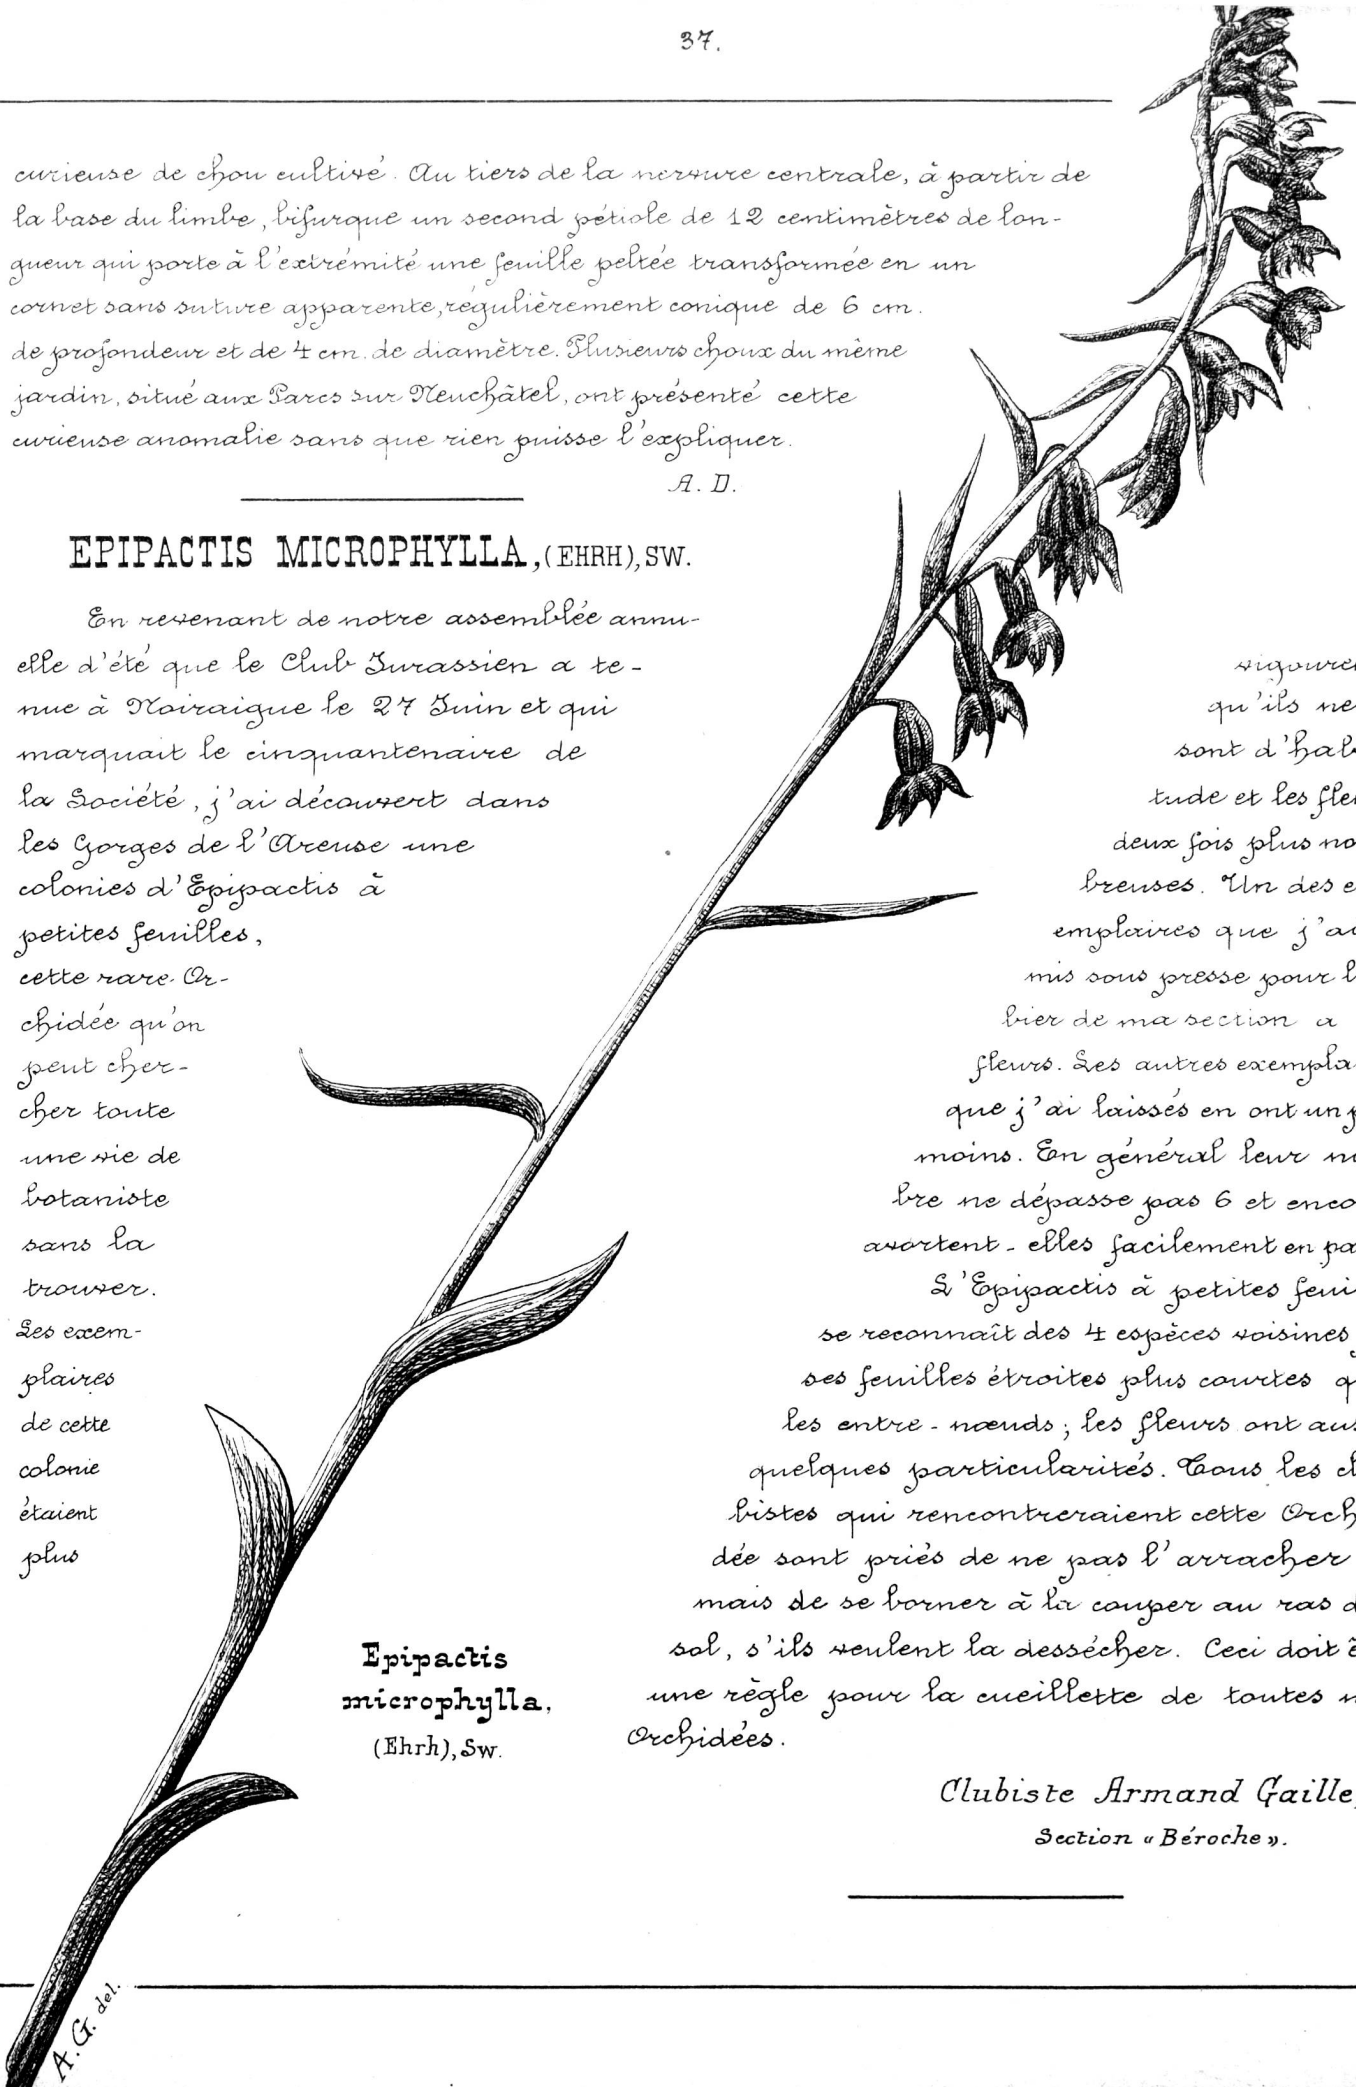 37.
curieuse de chou cultivé. Au tiers de la nervure centrale, à partir de
la base du limbe, bifurque un second pétiole de 12 centimètres de lon-
gueur qui porte à l'extrémité une feuille peltée transformée en un
cornet sans suture apparente, régulièrement conique de 6 cm.
de profondeur et de 4 cm. de diamètre. Plusieurs choux du même
jardin, situé aux Parcs sur Neuchâtel, ont présenté cette
curieuse anomalie sans que rien puisse l'expliquer.
A. D.
EPIPACTIS MICROPHYLLA, (EHRH), SW.
En revenant de notre assemblée annu-
elle d'été que le Club Jurassien a te-
nue à Noiraigue le 27 Juin et qui
marquait le cinquantenaire de
la Société, j'ai découvert dans
les Gorges de l'Areuse une
colonies d'Epipactis à
petites feuilles,
cette rare Or-
chidée qu'on
peut cher-
cher toute
une vie de
botaniste
sans la
trouver.
Les exem-
plaires
de cette
colonie
étaient
plus
vigoure
qu'ils ne
sont d'hab
tude et les fle
deux fois plus no
breuses. Un des e
emplaires que j'a
mis sous presse pour l
bier de ma section a
fleurs. Les autres exempla
que j'ai laissés en ont un p
moins. En général leur n
bre ne dépasse pas 6 et enco
avortent-elles facilement en pa
L'Epipactis à petites feui
se reconnaît des 4 espèces voisines
ses feuilles étroites plus courtes q
les entre-nœuds; les fleurs ont aus
quelques particularités. Tous les cl
bistes qui rencontreraient cette Orch
dée sont priés de ne pas l'arracher
mais de se borner à la couper au ras d
sol, s'ils veulent la dessécher. Ceci doit ê
une règle pour la cueillette de toutes n
Orchidées.
Clubiste Armand Gaille,
Section « Béroche ».
Epipactis
microphylla,
(Ehrh), Sw.
A. G. del.